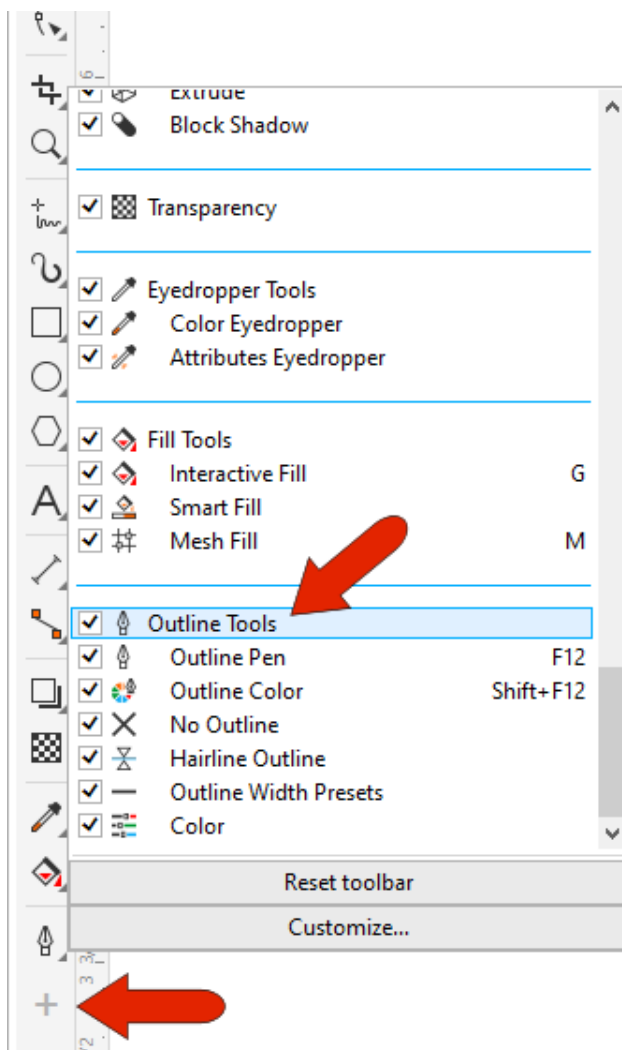 Extrude
Block Shadow
Transparency
Eyedropper Tools
Color Eyedropper
Attributes Eyedropper
Fill Tools
Interactive Fill G
Smart Fill
Mesh Fill M
Outline Tools
Outline Pen F12
Outline Color Shift+F12
No Outline
Hairline Outline
Outline Width Presets
Color
Reset toolbar
Customize...